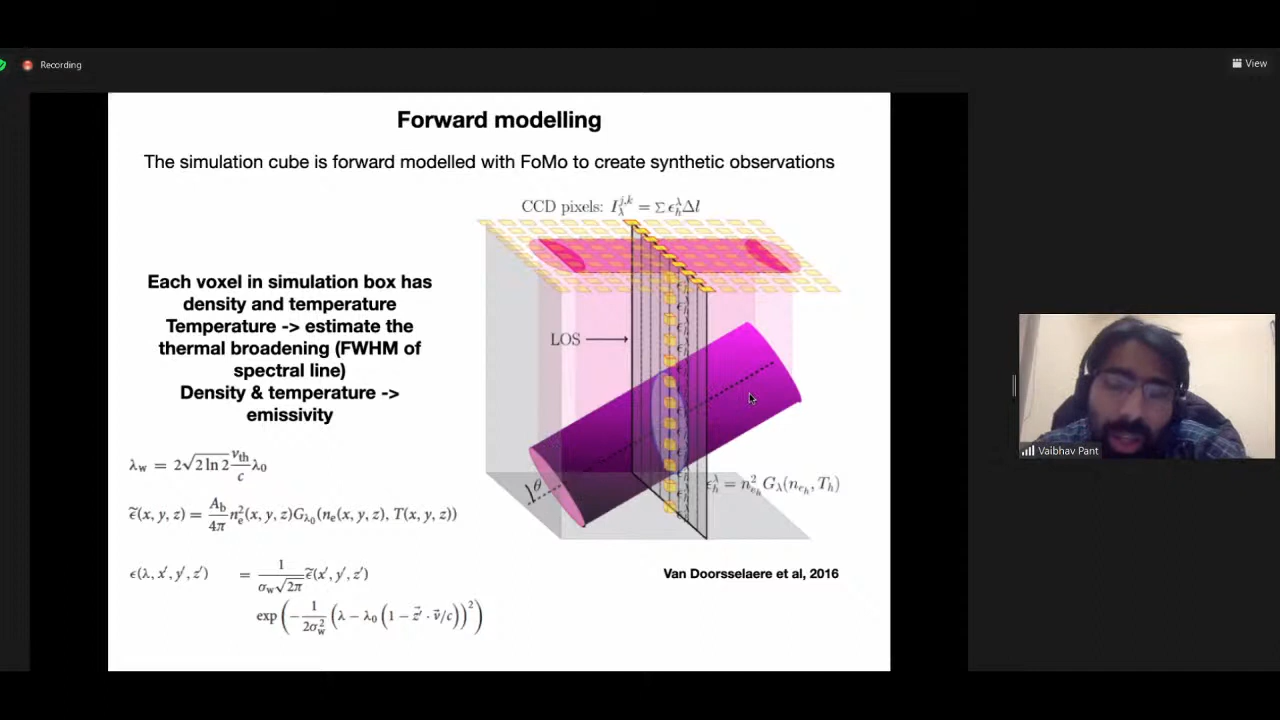 Recording
View
Forward modelling
The simulation cube is forward modelled with FoMo to create synthetic observations
CCD pixels: I_λ^{j,k} = Σ ε_h^λ Δl
Each voxel in simulation box has
density and temperature
Temperature -> estimate the
thermal broadening (FWHM of
spectral line)
Density & temperature ->
emissivity
LOS
θ
λ_w = 2√(2 ln 2) (v_th / c) λ_0
ε̃(x, y, z) = (A_b / 4π) n_e^2(x, y, z)G_{λ_0}(n_e(x, y, z), T(x, y, z))
ε_h^λ = n_{e_h}^2 G_λ(n_{e_h}, T_h)
ε(λ, x′, y′, z′) = (1 / σ_w√(2π)) ε̃(x′, y′, z′)
exp(−(1 / 2σ_w^2) (λ − λ_0 (1 − z⃗′ · v⃗/c))^2)
Van Doorsselaere et al, 2016
Vaibhav Pant